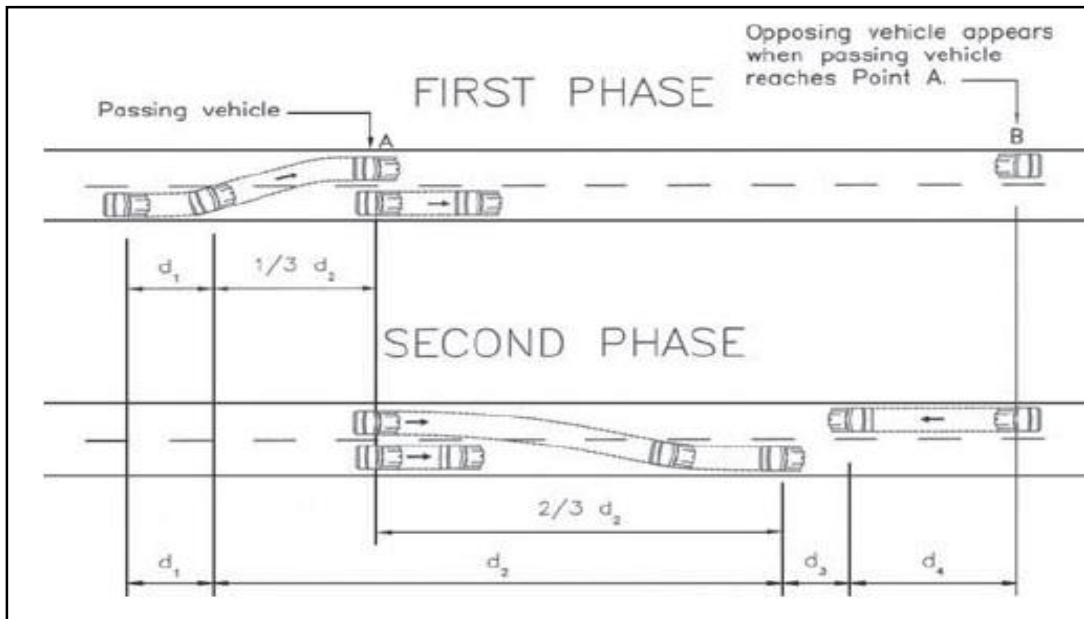 Opposing vehicle appears
when passing vehicle
reaches Point A.
FIRST PHASE
Passing vehicle
A
B
d₁
1/3 d₂
SECOND PHASE
2/3 d₂
d₁
d₂
d₃
d₄